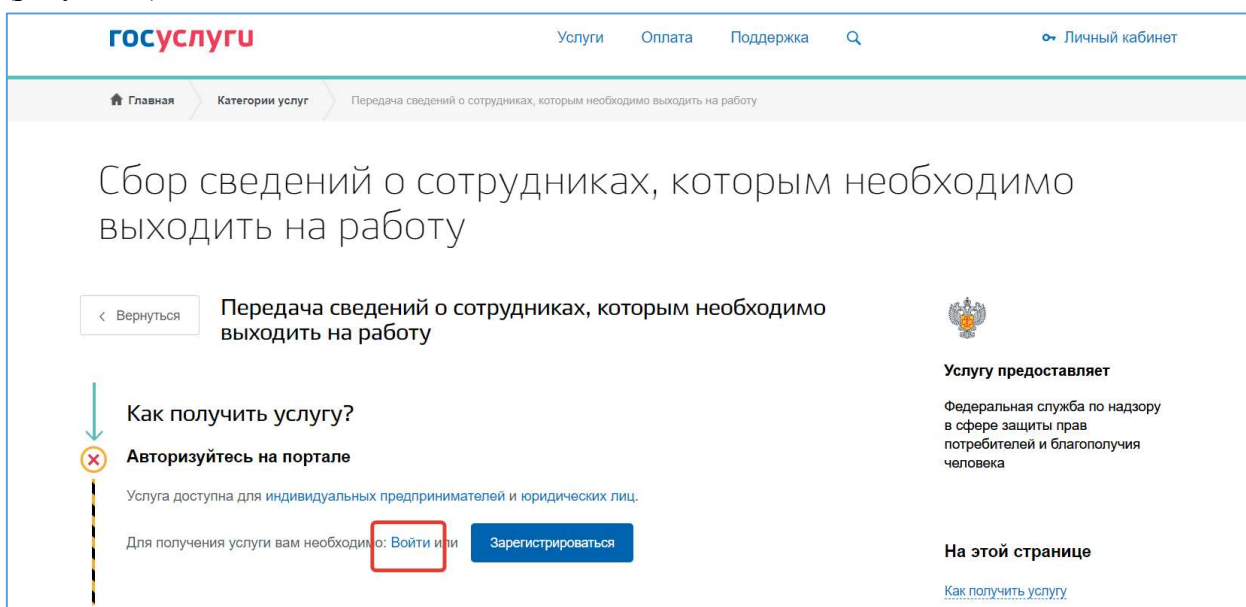 госуслуги
Услуги Оплата Поддержка Личный кабинет
Главная Категории услуг Передача сведений о сотрудниках, которым необходимо выходить на работу
Сбор сведений о сотрудниках, которым необходимо
выходить на работу
Вернуться
Передача сведений о сотрудниках, которым необходимо
выходить на работу
Как получить услугу?
Авторизуйтесь на портале
Услуга доступна для индивидуальных предпринимателей и юридических лиц.
Для получения услуги вам необходимо: Войти или Зарегистрироваться
Услугу предоставляет
Федеральная служба по надзору
в сфере защиты прав
потребителей и благополучия
человека
На этой странице
Как получить услугу